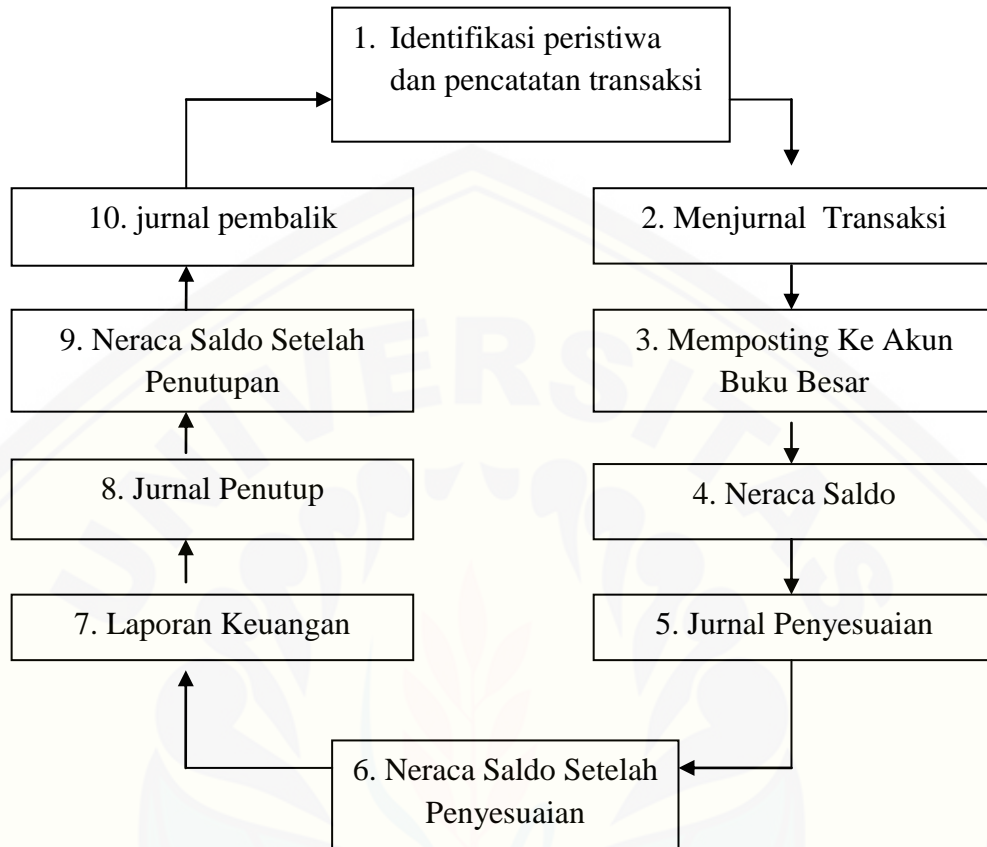 1. Identifikasi peristiwa
dan pencatatan transaksi
10. jurnal pembalik
2. Menjurnal Transaksi
9. Neraca Saldo Setelah
Penutupan
3. Memposting Ke Akun
Buku Besar
8. Jurnal Penutup
4. Neraca Saldo
7. Laporan Keuangan
5. Jurnal Penyesuaian
6. Neraca Saldo Setelah
Penyesuaian
UNIVERSITAS